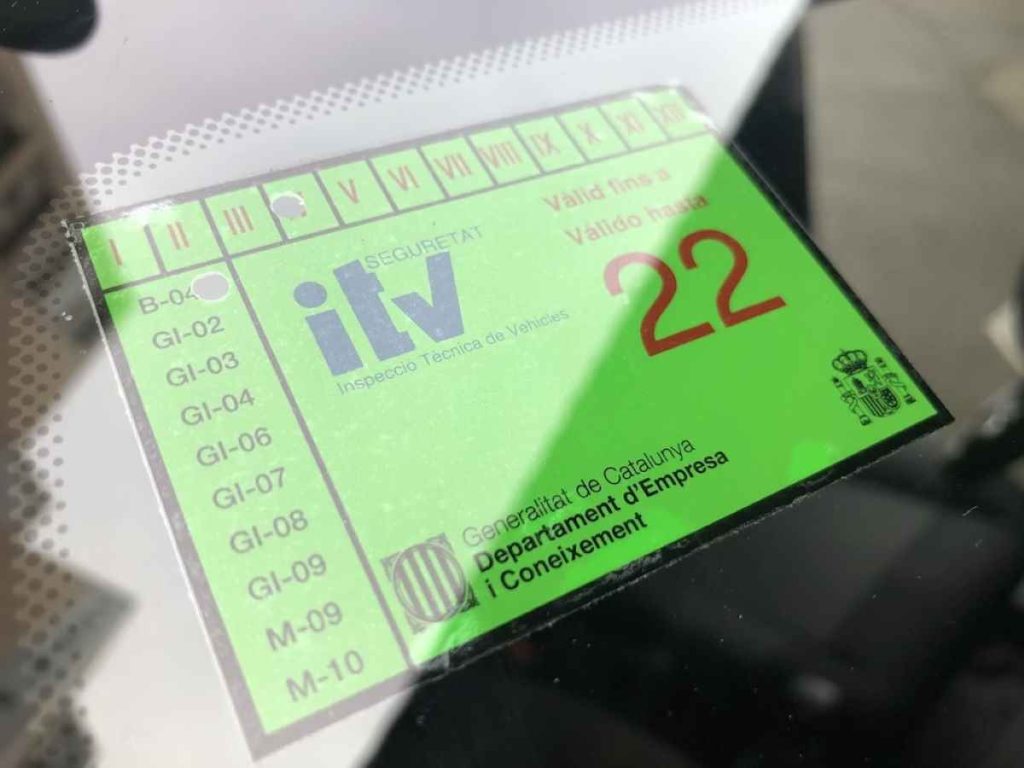 I II III V VI VII VIII IX X XI XII
Vàlid fins a
Válido hasta
22
SEGURETAT
itv
Inspecció Tècnica de Vehicles
B-04
GI-02
GI-03
GI-04
GI-06
GI-07
GI-08
GI-09
M-09
M-10
Generalitat de Catalunya
Departament d'Empresa
i Coneixement